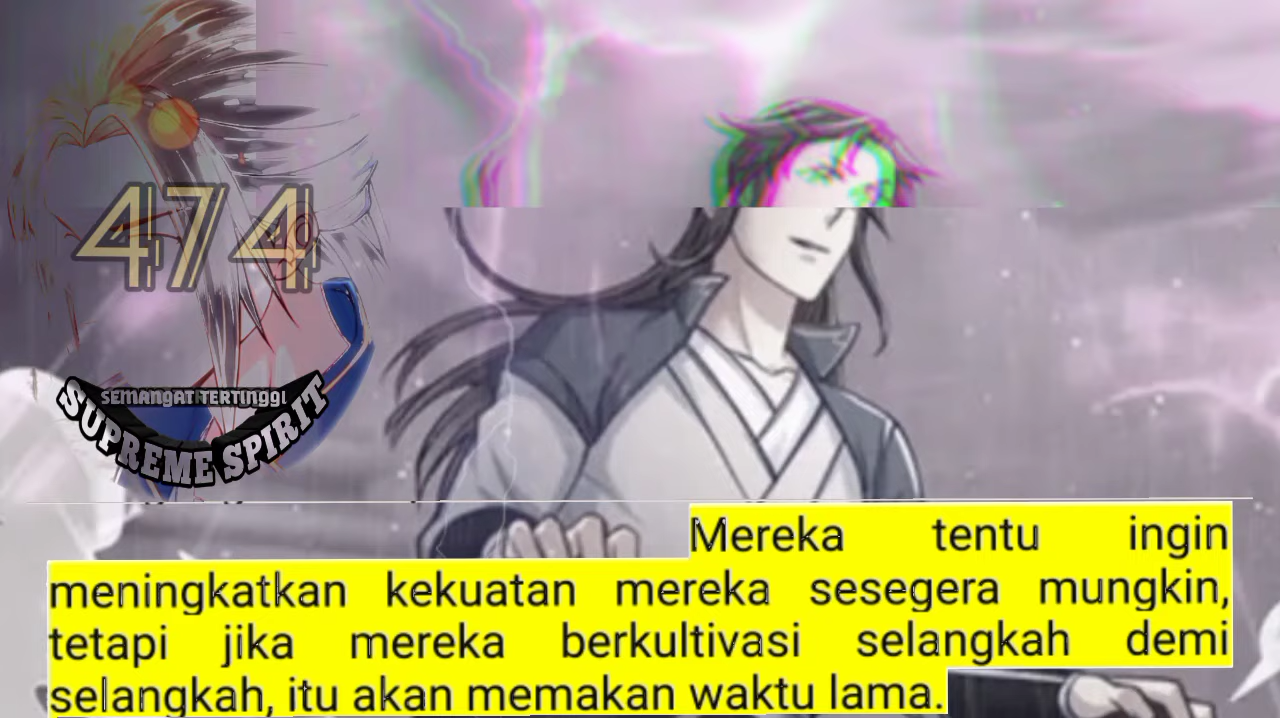 474
SEMANGAT TERTINGGI
SUPREME SPIRIT
Mereka tentu ingin
meningkatkan kekuatan mereka sesegera mungkin,
tetapi jika mereka berkultivasi selangkah demi
selangkah, itu akan memakan waktu lama.